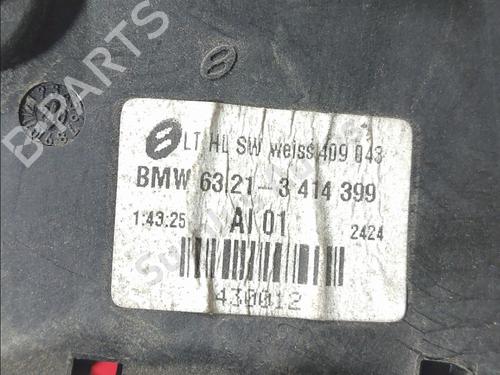 8 LT HL SW weiss 409 043
BMW 63.21-3 414 399
1:43.25 AI 01 2424
430012
B PARTS